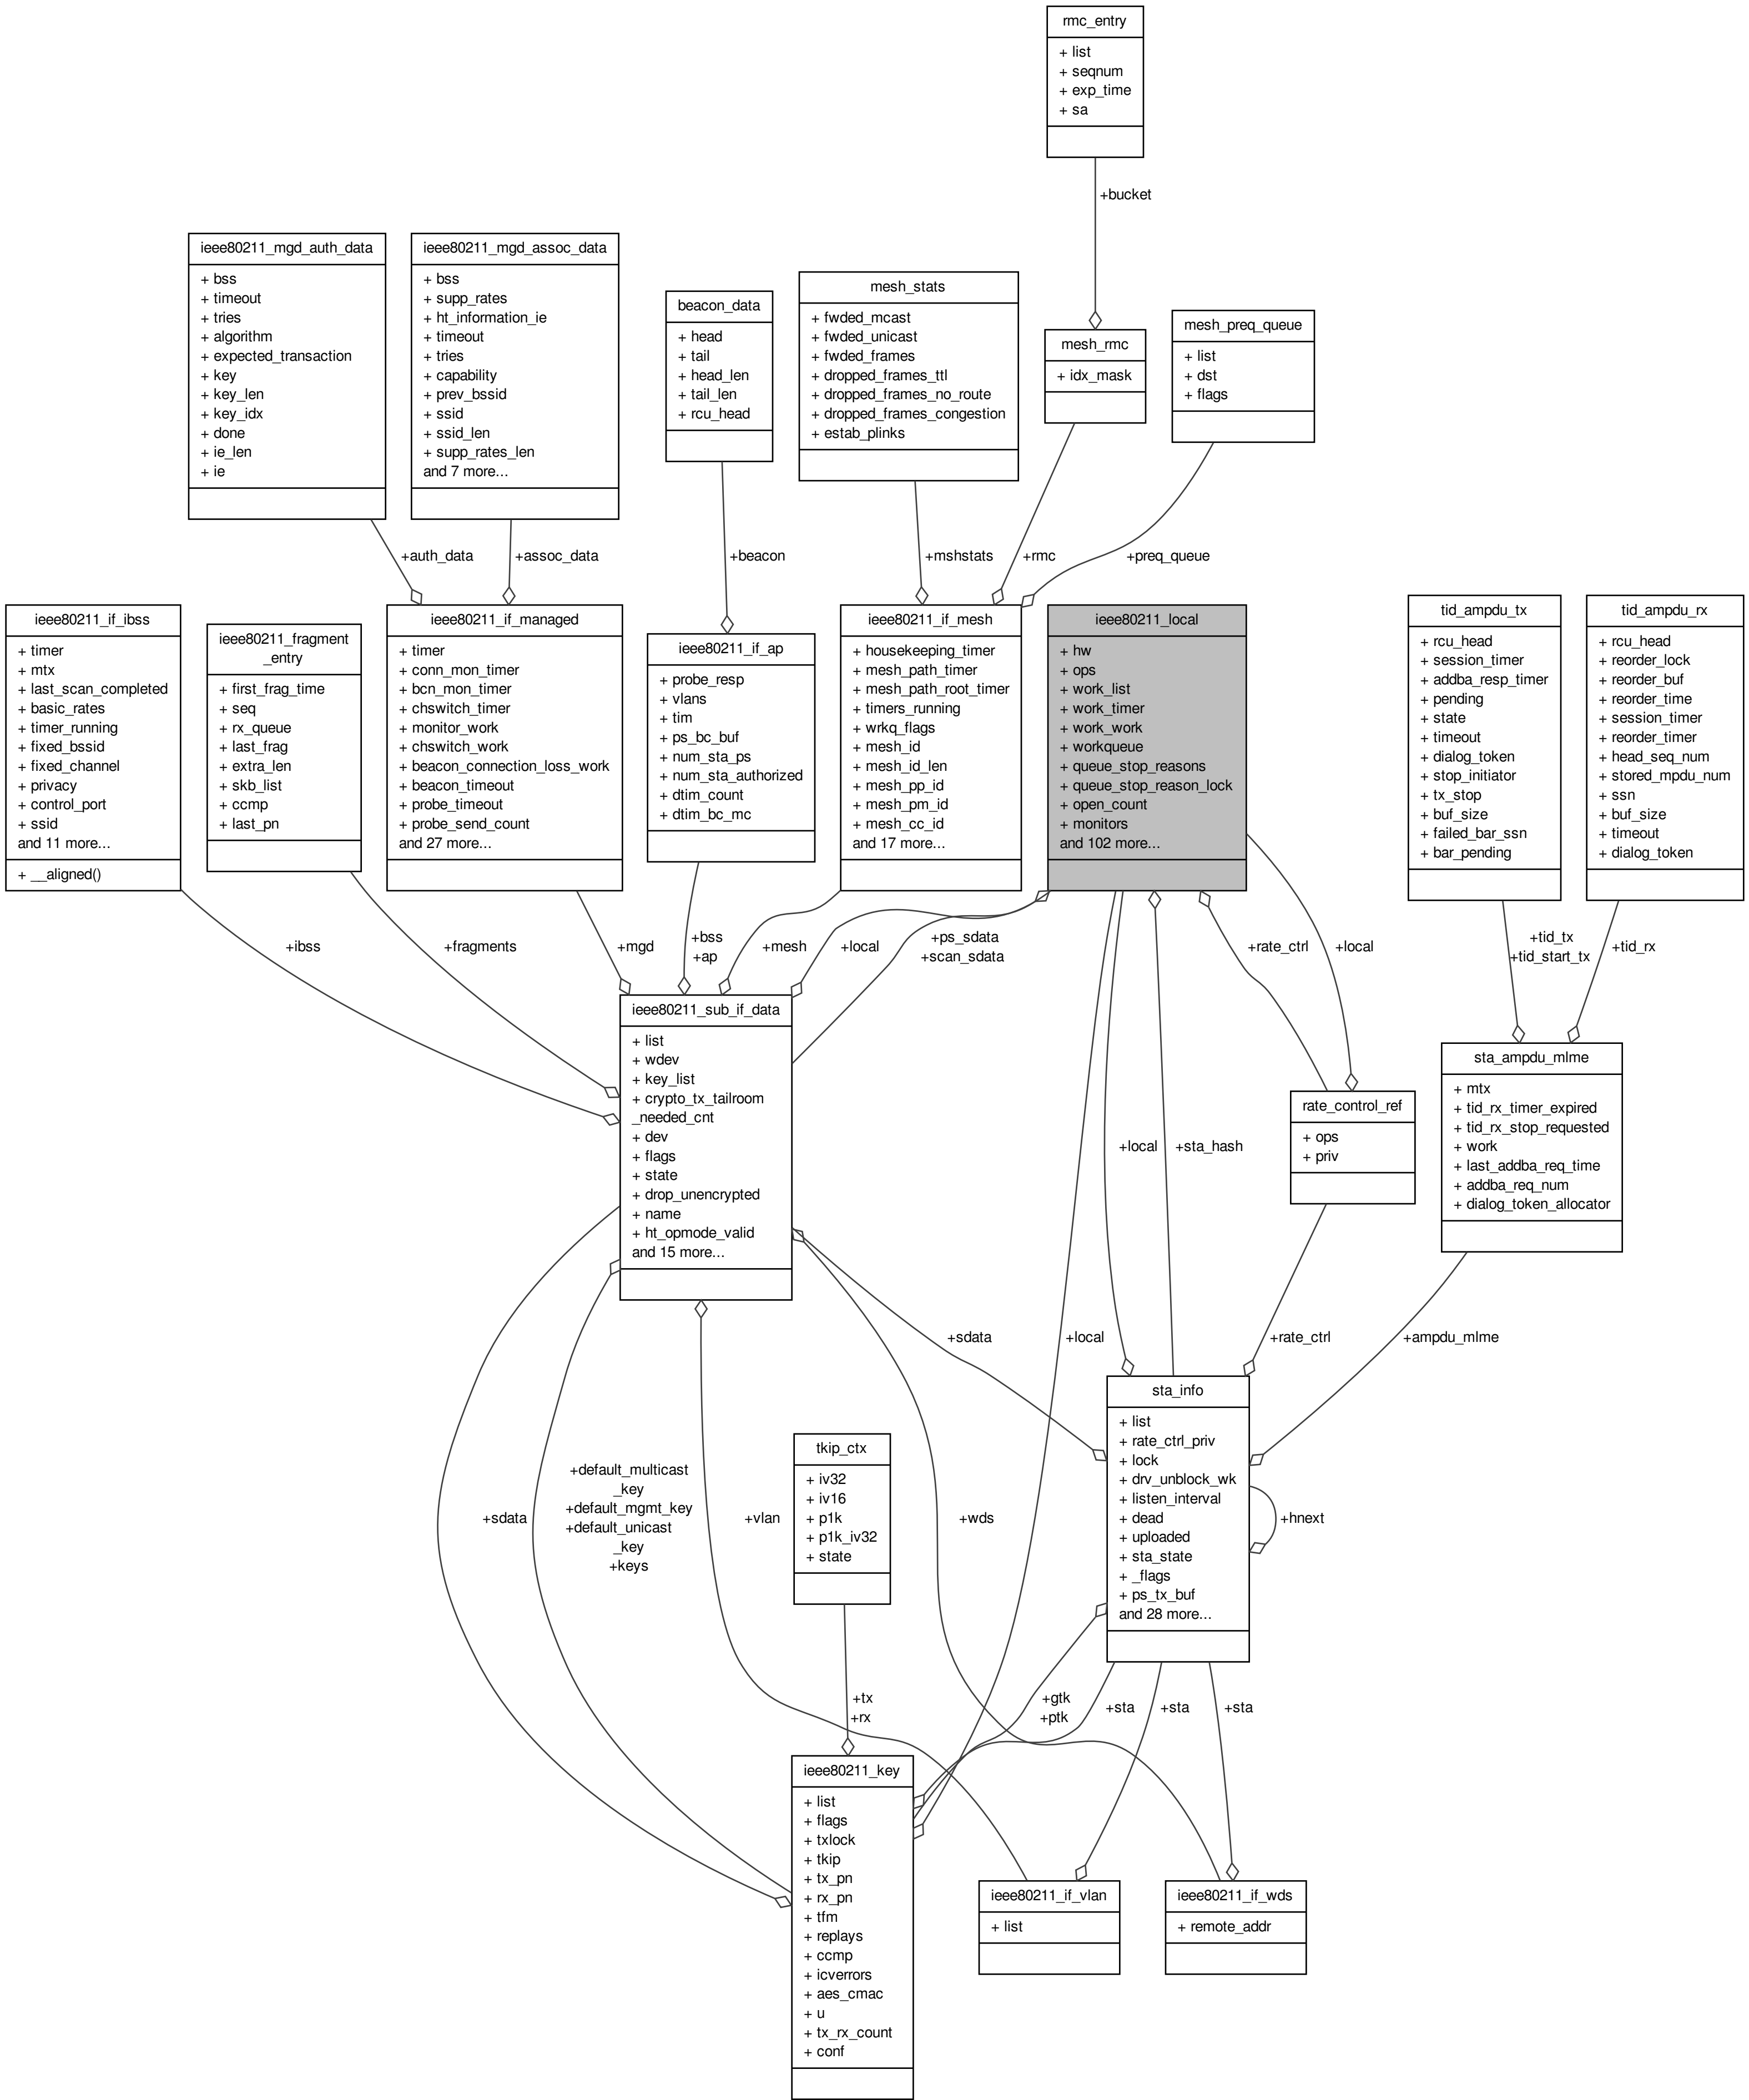 rmc_entry
+ list
+ seqnum
+ exp_time
+ sa
+bucket
ieee80211_mgd_auth_data
+ bss
+ timeout
+ tries
+ algorithm
+ expected_transaction
+ key
+ key_len
+ key_idx
+ done
+ ie_len
+ ie
ieee80211_mgd_assoc_data
+ bss
+ supp_rates
+ ht_information_ie
+ timeout
+ tries
+ capability
+ prev_bssid
+ ssid
+ ssid_len
+ supp_rates_len
and 7 more...
beacon_data
+ head
+ tail
+ head_len
+ tail_len
+ rcu_head
mesh_stats
+ fwded_mcast
+ fwded_unicast
+ fwded_frames
+ dropped_frames_ttl
+ dropped_frames_no_route
+ dropped_frames_congestion
+ estab_plinks
mesh_rmc
+ idx_mask
mesh_preq_queue
+ list
+ dst
+ flags
+auth_data
+assoc_data
+beacon
+mshstats
+rmc
+preq_queue
ieee80211_if_ibss
+ timer
+ mtx
+ last_scan_completed
+ basic_rates
+ timer_running
+ fixed_bssid
+ fixed_channel
+ privacy
+ control_port
+ ssid
and 11 more...
+ __aligned()
ieee80211_fragment
_entry
+ first_frag_time
+ seq
+ rx_queue
+ last_frag
+ extra_len
+ skb_list
+ ccmp
+ last_pn
ieee80211_if_managed
+ timer
+ conn_mon_timer
+ bcn_mon_timer
+ chswitch_timer
+ monitor_work
+ chswitch_work
+ beacon_connection_loss_work
+ beacon_timeout
+ probe_timeout
+ probe_send_count
and 27 more...
ieee80211_if_ap
+ probe_resp
+ vlans
+ tim
+ ps_bc_buf
+ num_sta_ps
+ num_sta_authorized
+ dtim_count
+ dtim_bc_mc
ieee80211_if_mesh
+ housekeeping_timer
+ mesh_path_timer
+ mesh_path_root_timer
+ timers_running
+ wrkq_flags
+ mesh_id
+ mesh_id_len
+ mesh_pp_id
+ mesh_pm_id
+ mesh_cc_id
and 17 more...
ieee80211_local
+ hw
+ ops
+ work_list
+ work_timer
+ work_work
+ workqueue
+ queue_stop_reasons
+ queue_stop_reason_lock
+ open_count
+ monitors
and 102 more...
tid_ampdu_tx
+ rcu_head
+ session_timer
+ addba_resp_timer
+ pending
+ state
+ timeout
+ dialog_token
+ stop_initiator
+ tx_stop
+ buf_size
+ failed_bar_ssn
+ bar_pending
tid_ampdu_rx
+ rcu_head
+ reorder_lock
+ reorder_buf
+ reorder_time
+ session_timer
+ reorder_timer
+ head_seq_num
+ stored_mpdu_num
+ ssn
+ buf_size
+ timeout
+ dialog_token
+ibss
+fragments
+mgd
+bss
+ap
+mesh
+local
+ps_sdata
+scan_sdata
+rate_ctrl
+local
+tid_tx
+tid_start_tx
+tid_rx
ieee80211_sub_if_data
+ list
+ wdev
+ key_list
+ crypto_tx_tailroom
_needed_cnt
+ dev
+ flags
+ state
+ drop_unencrypted
+ name
+ ht_opmode_valid
and 15 more...
+local
+sta_hash
rate_control_ref
+ ops
+ priv
sta_ampdu_mlme
+ mtx
+ tid_rx_timer_expired
+ tid_rx_stop_requested
+ work
+ last_addba_req_time
+ addba_req_num
+ dialog_token_allocator
+sdata
+local
+rate_ctrl
+ampdu_mlme
sta_info
+ list
+ rate_ctrl_priv
+ lock
+ drv_unblock_wk
+ listen_interval
+ dead
+ uploaded
+ sta_state
+ _flags
+ ps_tx_buf
and 28 more...
+hnext
tkip_ctx
+ iv32
+ iv16
+ p1k
+ p1k_iv32
+ state
+sdata
+default_multicast
_key
+default_mgmt_key
+default_unicast
_key
+keys
+vlan
+wds
+tx
+rx
+gtk
+ptk
+sta
+sta
+sta
ieee80211_key
+ list
+ flags
+ txlock
+ tkip
+ tx_pn
+ rx_pn
+ tfm
+ replays
+ ccmp
+ icverrors
+ aes_cmac
+ u
+ tx_rx_count
+ conf
ieee80211_if_vlan
+ list
ieee80211_if_wds
+ remote_addr